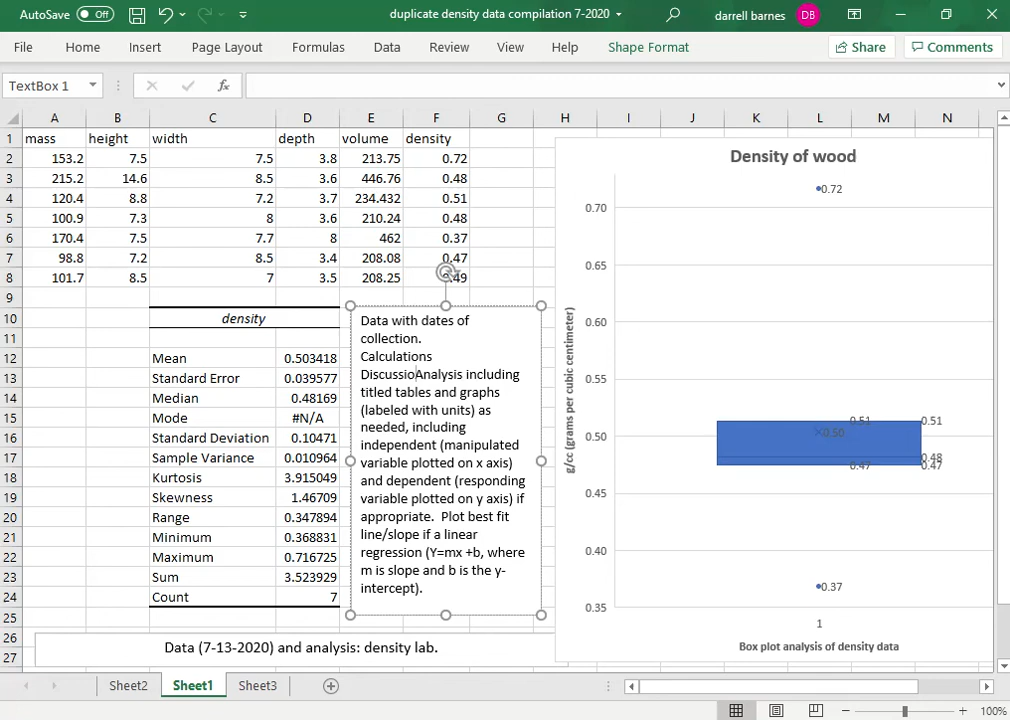 AutoSave Off duplicate density data compilation 7-2020 darrell barnes DB
File Home Insert Page Layout Formulas Data Review View Help Shape Format Share Comments
TextBox 1 fx
A B C D E F G H I J K L M N
1 mass height width depth volume density
2 153.2 7.5 7.5 3.8 213.75 0.72
3 215.2 14.6 8.5 3.6 446.76 0.48
4 120.4 8.8 7.2 3.7 234.432 0.51
5 100.9 7.3 8 3.6 210.24 0.48
6 170.4 7.5 7.7 8 462 0.37
7 98.8 7.2 8.5 3.4 208.08 0.47
8 101.7 8.5 7 3.5 208.25 0.49
9
10 density
11
12 Mean 0.503418
13 Standard Error 0.039577
14 Median 0.48169
15 Mode #N/A
16 Standard Deviation 0.10471
17 Sample Variance 0.010964
18 Kurtosis 3.915049
19 Skewness 1.46709
20 Range 0.347894
21 Minimum 0.368831
22 Maximum 0.716725
23 Sum 3.523929
24 Count 7
25
26
27
Data with dates of
collection.
Calculations
DiscussioAnalysis including
titled tables and graphs
(labeled with units) as
needed, including
independent (manipulated
variable plotted on x axis)
and dependent (responding
variable plotted on y axis) if
appropriate. Plot best fit
line/slope if a linear
regression (Y=mx +b, where
m is slope and b is the y-
intercept).
Data (7-13-2020) and analysis: density lab.
Density of wood
g/cc (grams per cubic centimeter)
0.70
0.65
0.60
0.55
0.50
0.45
0.40
0.35
0.72
0.51 0.51
0.50
0.48
0.47 0.47
0.37
1
Box plot analysis of density data
Sheet2 Sheet1 Sheet3
100%